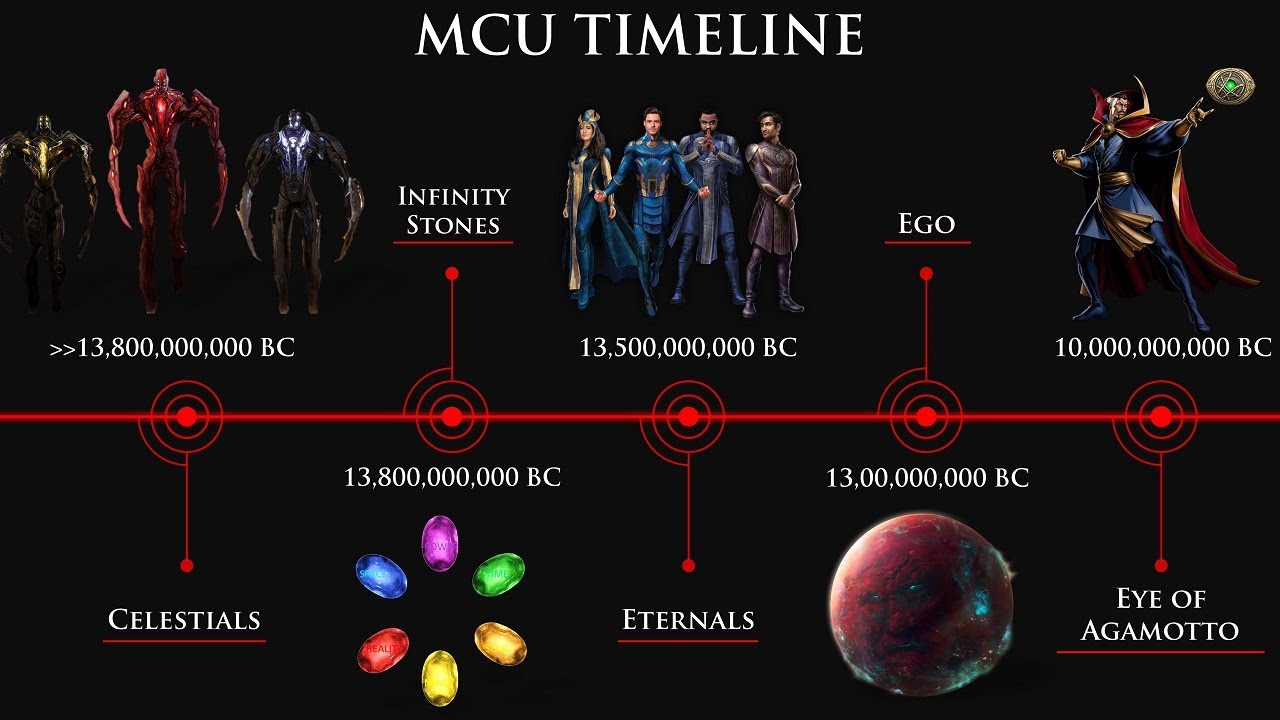 MCU TIMELINE
INFINITY
STONES
EGO
>>13,800,000,000 BC
13,500,000,000 BC
10,000,000,000 BC
13,800,000,000 BC
13,00,000,000 BC
POWER
SPACE
TIME
REALITY
CELESTIALS
ETERNALS
EYE OF
AGAMOTTO